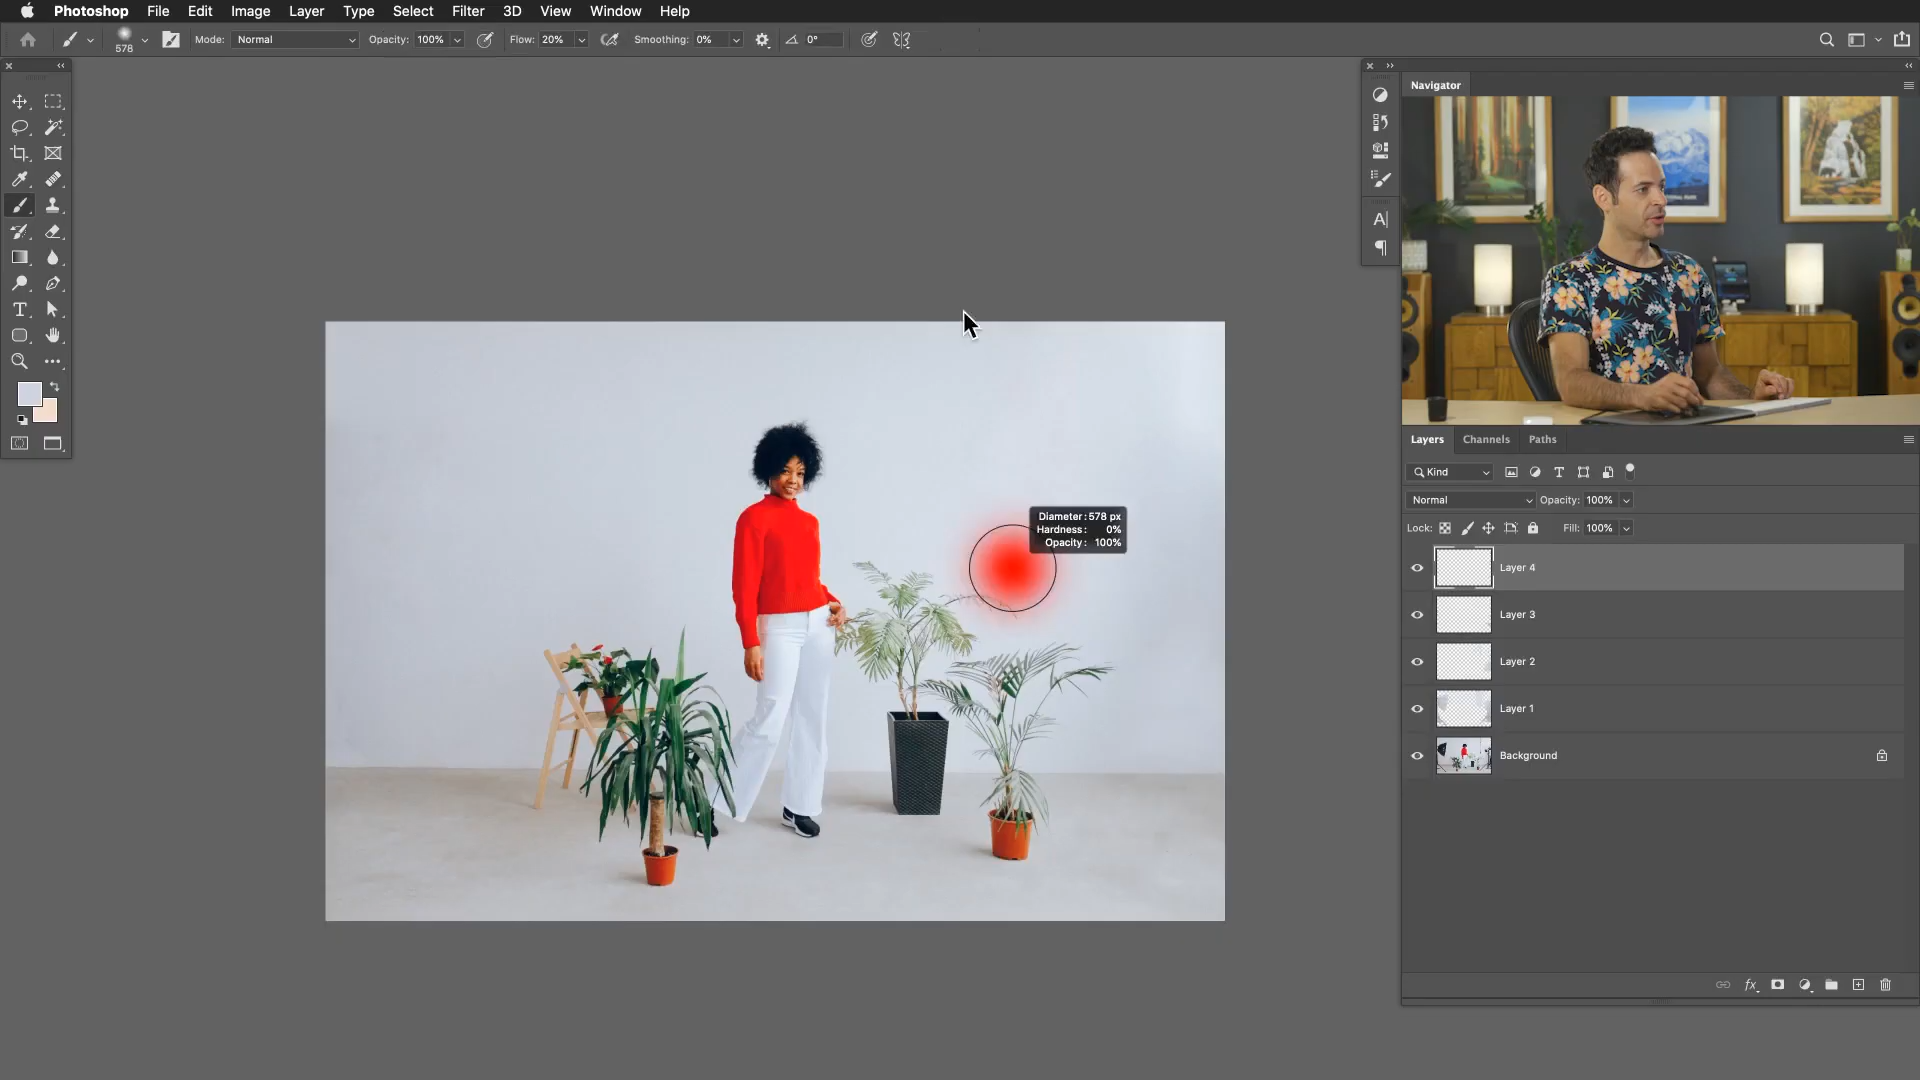 Photoshop File Edit Image Layer Type Select Filter 3D View Window Help
578 Mode: Normal Opacity: 100% Flow: 20% Smoothing: 0% 0°
Navigator
Layers Channels Paths
Kind
Normal Opacity: 100%
Lock: Fill: 100%
Diameter: 578 px
Hardness: 0%
Opacity: 100%
Layer 4
Layer 3
Layer 2
Layer 1
Background